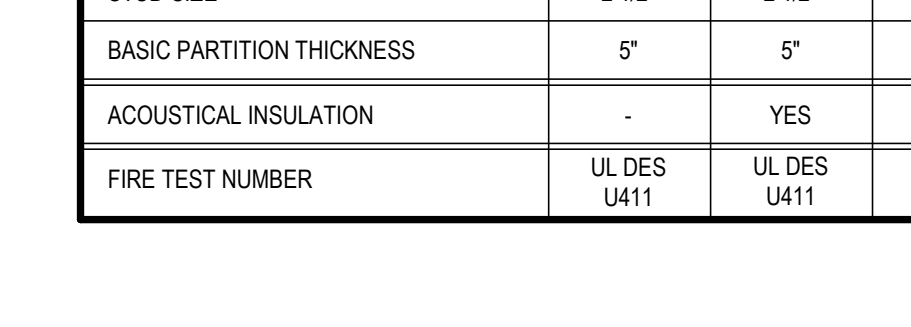 BASIC PARTITION THICKNESS 5" 5"
ACOUSTICAL INSULATION - YES
FIRE TEST NUMBER UL DES U411 UL DES U411